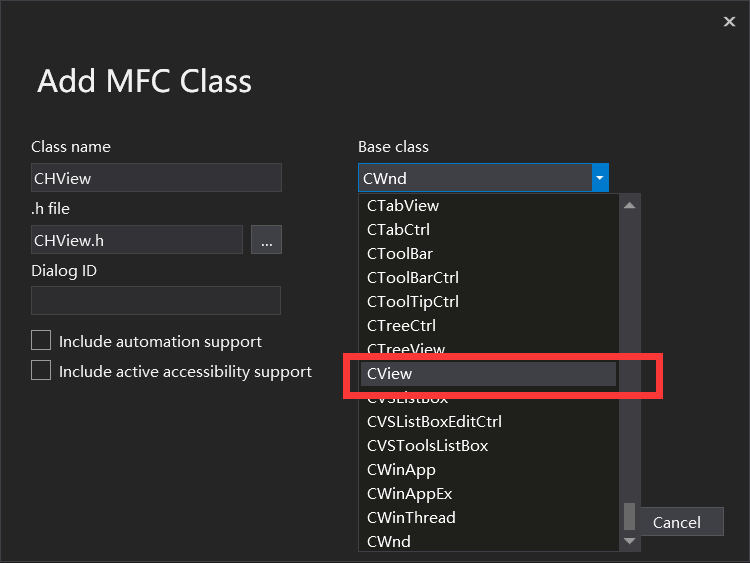 Add MFC Class
Class name
CHView
.h file
CHView.h
...
Dialog ID
Include automation support
Include active accessibility support
Base class
CWnd
CTabView
CTabCtrl
CToolBar
CToolBarCtrl
CToolTipCtrl
CTreeCtrl
CTreeView
CView
CVSListBox
CVSListBoxEditCtrl
CVSToolsListBox
CWinApp
CWinAppEx
CWinThread
CWnd
Cancel